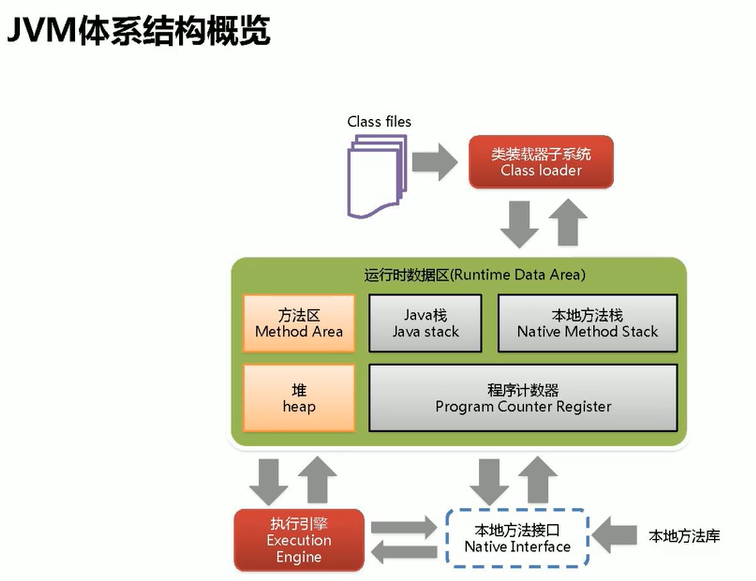 JVM体系结构概览
Class files
类装载器子系统
Class loader
运行时数据区(Runtime Data Area)
方法区
Method Area
Java栈
Java stack
本地方法栈
Native Method Stack
堆
heap
程序计数器
Program Counter Register
执行引擎
Execution
Engine
本地方法接口
Native Interface
本地方法库